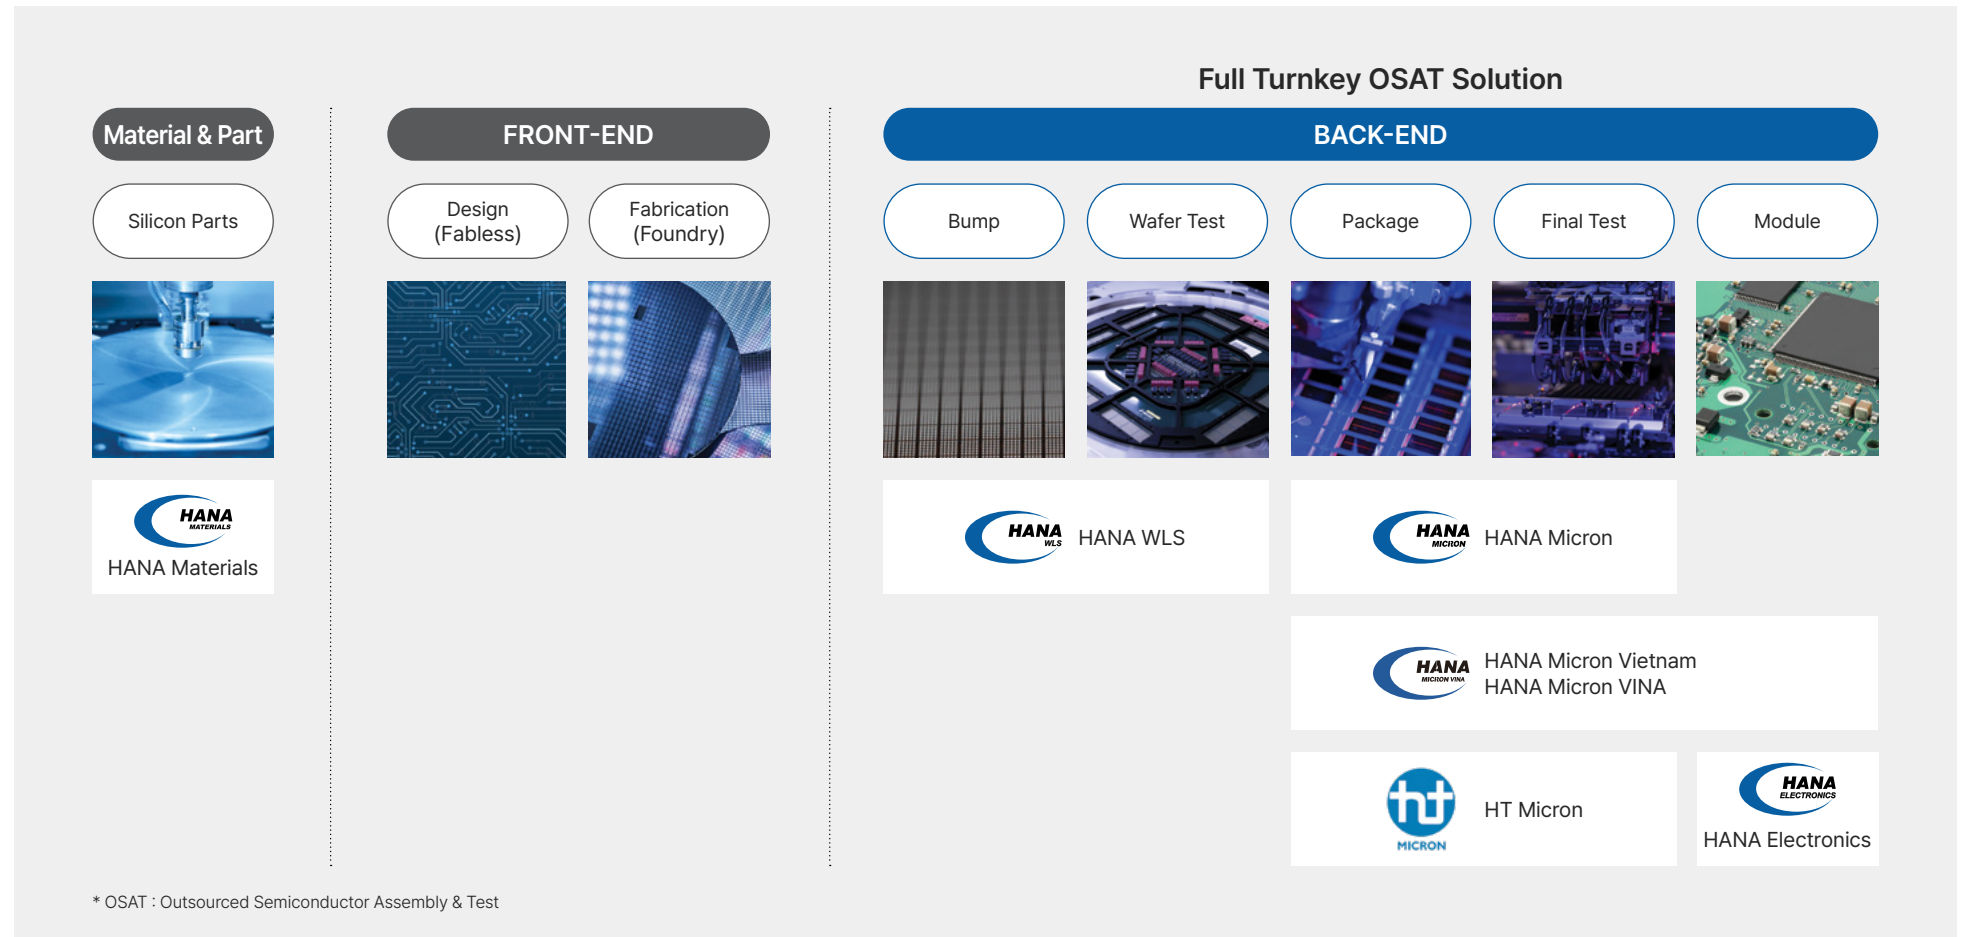 Full Turnkey OSAT Solution
Material & Part
FRONT-END
BACK-END
Silicon Parts
Design
(Fabless)
Fabrication
(Foundry)
Bump
Wafer Test
Package
Final Test
Module
HANA
MATERIALS
HANA Materials
HANA
WLS
HANA WLS
HANA
MICRON
HANA Micron
HANA
MICRON VINA
HANA Micron Vietnam
HANA Micron VINA
ht
MICRON
HT Micron
HANA
ELECTRONICS
HANA Electronics
* OSAT : Outsourced Semiconductor Assembly & Test